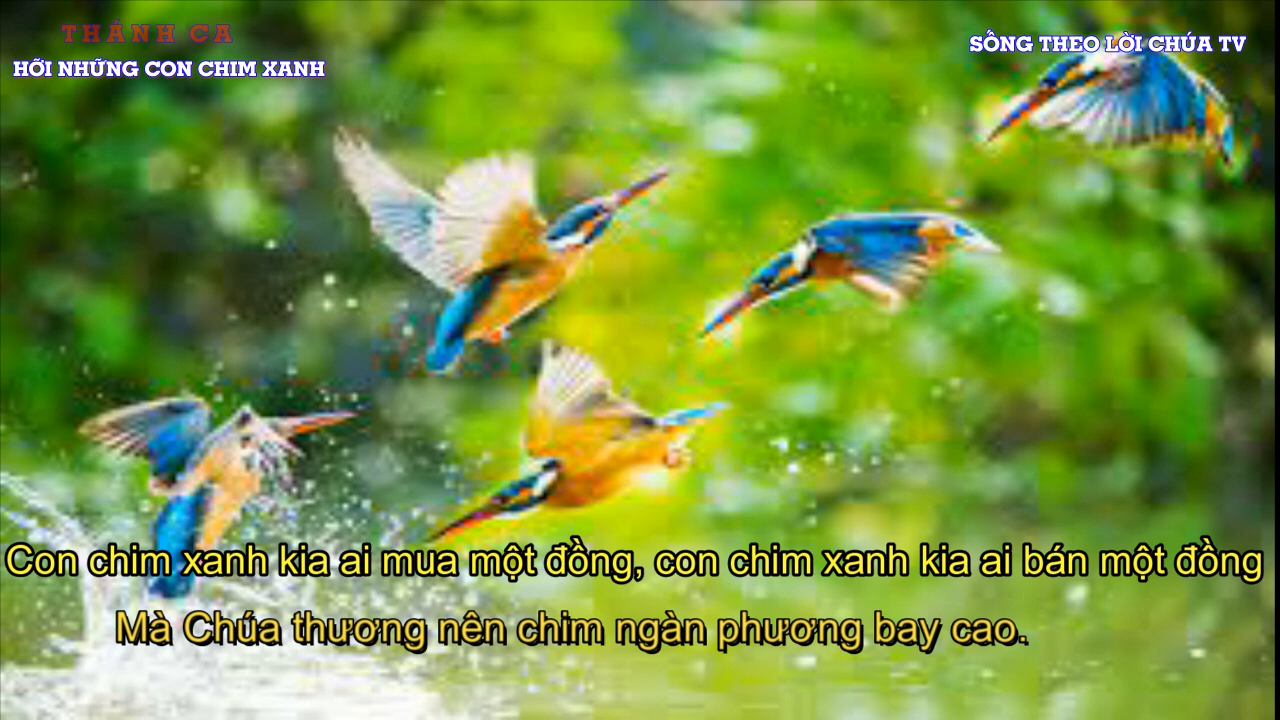 THÁNH CA
HỠI NHỮNG CON CHIM XANH
SỐNG THEO LỜI CHÚA TV
Con chim xanh kia ai mua một đồng, con chim xanh kia ai bán một đồng
Mà Chúa thương nên chim ngàn phương bay cao.